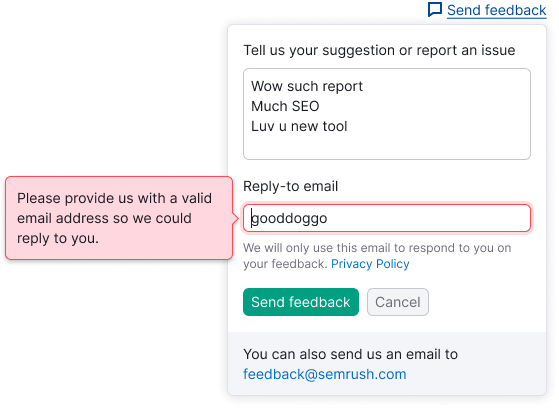 Send feedback
Tell us your suggestion or report an issue
Wow such report
Much SEO
Luv u new tool
Reply-to email
Please provide us with a valid
email address so we could
reply to you.
gooddoggo
We will only use this email to respond to you on
your feedback. Privacy Policy
Send feedback
Cancel
You can also send us an email to
feedback@semrush.com